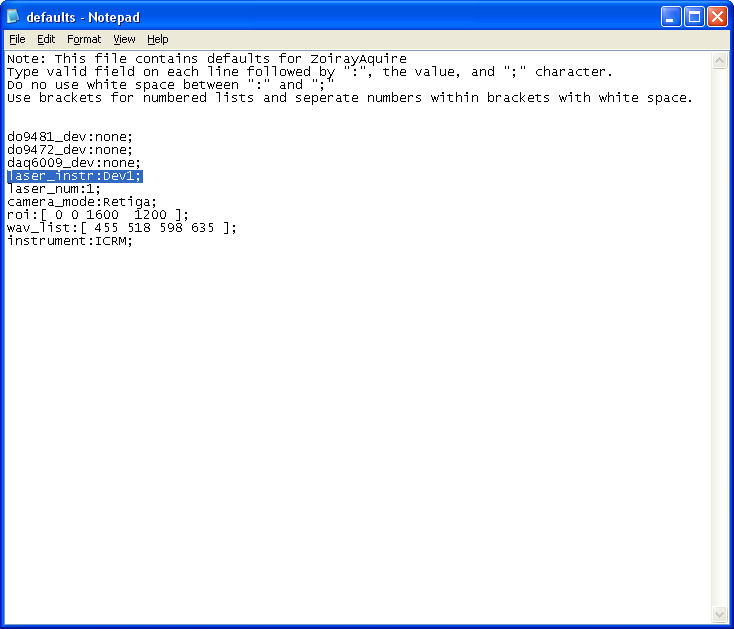 defaults - Notepad
File Edit Format View Help
Note: This file contains defaults for ZoirayAquire
Type valid field on each line followed by ":", the value, and ";" character.
Do no use white space between ":" and ";"
Use brackets for numbered lists and seperate numbers within brackets with white space.
do9481_dev:none;
do9472_dev:none;
daq6009_dev:none;
laser_instr:Dev1;
laser_num:1;
camera_mode:Retiga;
roi:[ 0 0 1600  1200 ];
wav_list:[ 455 518 598 635 ];
instrument:ICRM;